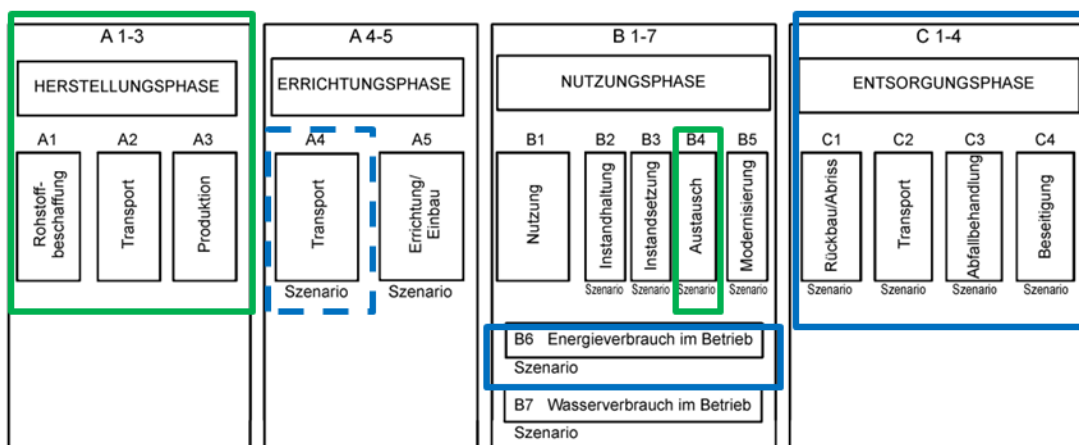 A 1-3
HERSTELLUNGSPHASE
A1
A2
A3
Rohstoff-
beschaffung
Transport
Produktion
A 4-5
ERRICHTUNGSPHASE
A4
A5
Transport
Errichtung/
Einbau
Szenario
Szenario
B 1-7
NUTZUNGSPHASE
B1
B2
B3
B4
B5
Nutzung
Instandhaltung
Instandsetzung
Austausch
Modernisierung
Szenario
Szenario
Szenario
Szenario
B6 Energieverbrauch im Betrieb
Szenario
B7 Wasserverbrauch im Betrieb
Szenario
C 1-4
ENTSORGUNGSPHASE
C1
C2
C3
C4
Rückbau/Abriss
Transport
Abfallbehandlung
Beseitigung
Szenario
Szenario
Szenario
Szenario